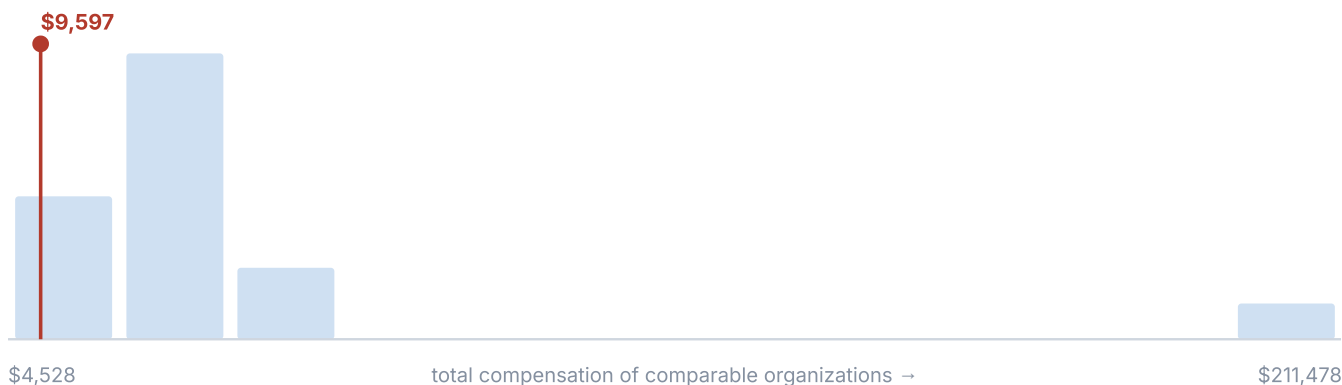 $9,597
$4,528 total compensation of comparable organizations → $211,478